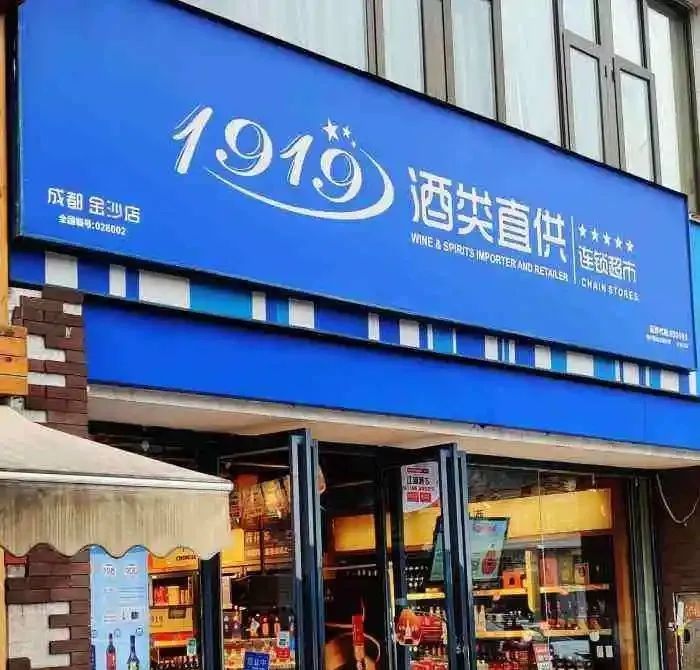 1919
酒类直供
WINE & SPIRITS IMPORTER AND RETAILER
★★★★★
连锁超市
CHAIN STORES
成都 金沙店
全国编号:028002